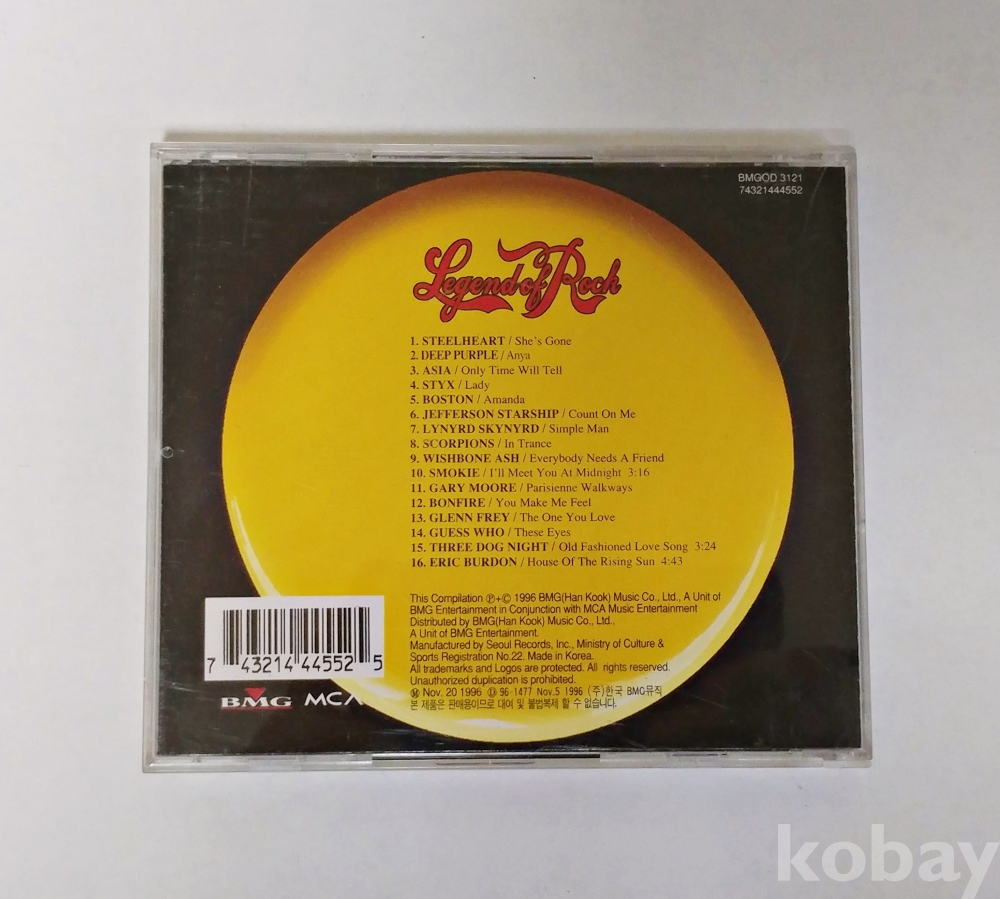 BMGOD 3121
74321444552
Legend of Rock
1. STEELHEART / She's Gone
2. DEEP PURPLE / Anya
3. ASIA / Only Time Will Tell
4. STYX / Lady
5. BOSTON / Amanda
6. JEFFERSON STARSHIP / Count On Me
7. LYNYRD SKYNYRD / Simple Man
8. SCORPIONS / In Trance
9. WISHBONE ASH / Everybody Needs A Friend
10. SMOKIE / I'll Meet You At Midnight 3:16
11. GARY MOORE / Parisienne Walkways
12. BONFIRE / You Make Me Feel
13. GLENN FREY / The One You Love
14. GUESS WHO / These Eyes
15. THREE DOG NIGHT / Old Fashioned Love Song 3:24
16. ERIC BURDON / House Of The Rising Sun 4:43
This Compilation ℗+© 1996 BMG(Han Kook) Music Co., Ltd., A Unit of
BMG Entertainment in Conjunction with MCA Music Entertainment
Distributed by BMG(Han Kook) Music Co., Ltd.,
A Unit of BMG Entertainment.
Manufactured by Seoul Records, Inc., Ministry of Culture &
Sports Registration No.22. Made in Korea.
All trademarks and Logos are protected. All rights reserved.
Unauthorized duplication is prohibited.
Ⓜ Nov. 20 1996 Ⓤ 96-1477 Nov.5 1996 (주)한국 BMG뮤직
본 제품은 판매용이므로 대여 및 불법복제 할 수 없습니다.
7 43214 44552 5
BMG MCA
kobay